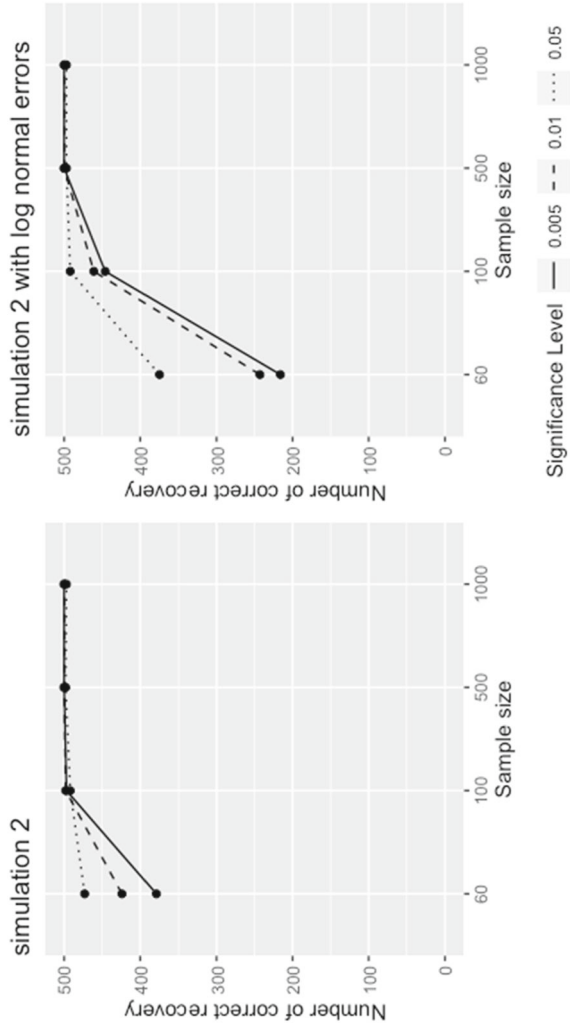 simulation 2
Number of correct recovery
500
400
300
200
100
0
60
100
500
1000
Sample size
simulation 2 with log normal errors
Number of correct recovery
500
400
300
200
100
0
60
100
500
1000
Sample size
Significance Level 0.005 0.01 0.05